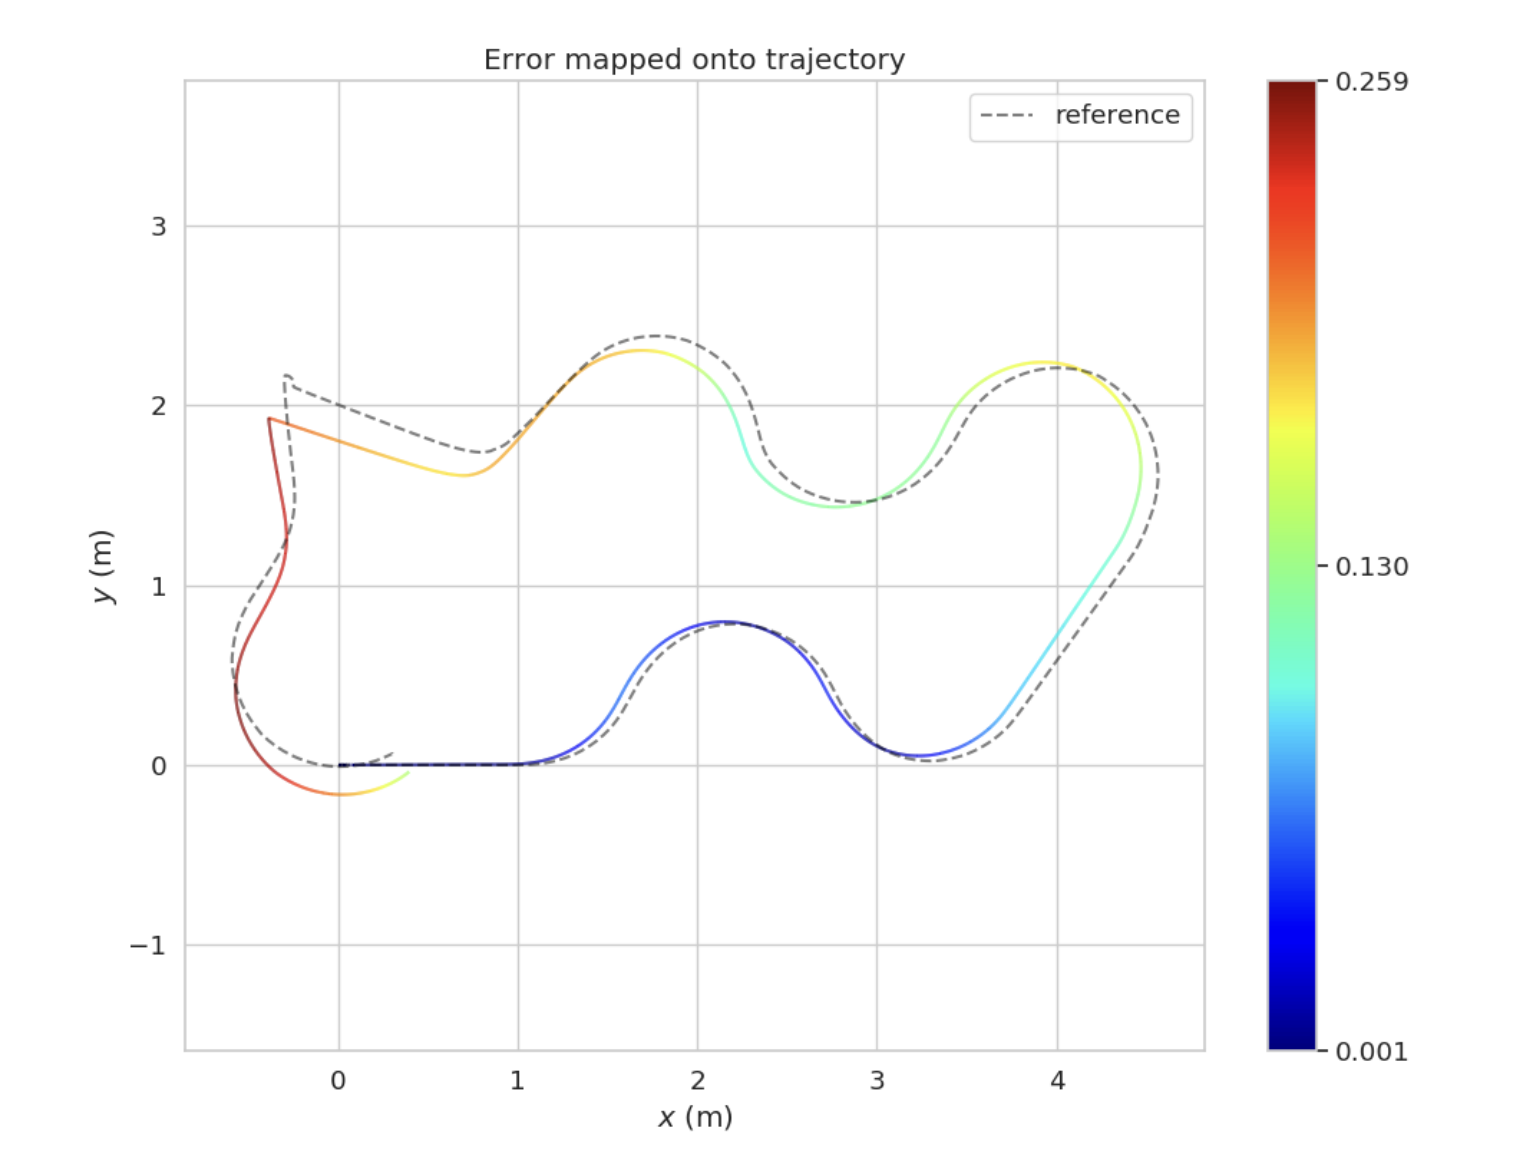 Error mapped onto trajectory
reference
3
2
1
0
−1
y (m)
0 1 2 3 4
x (m)
0.259
0.130
0.001